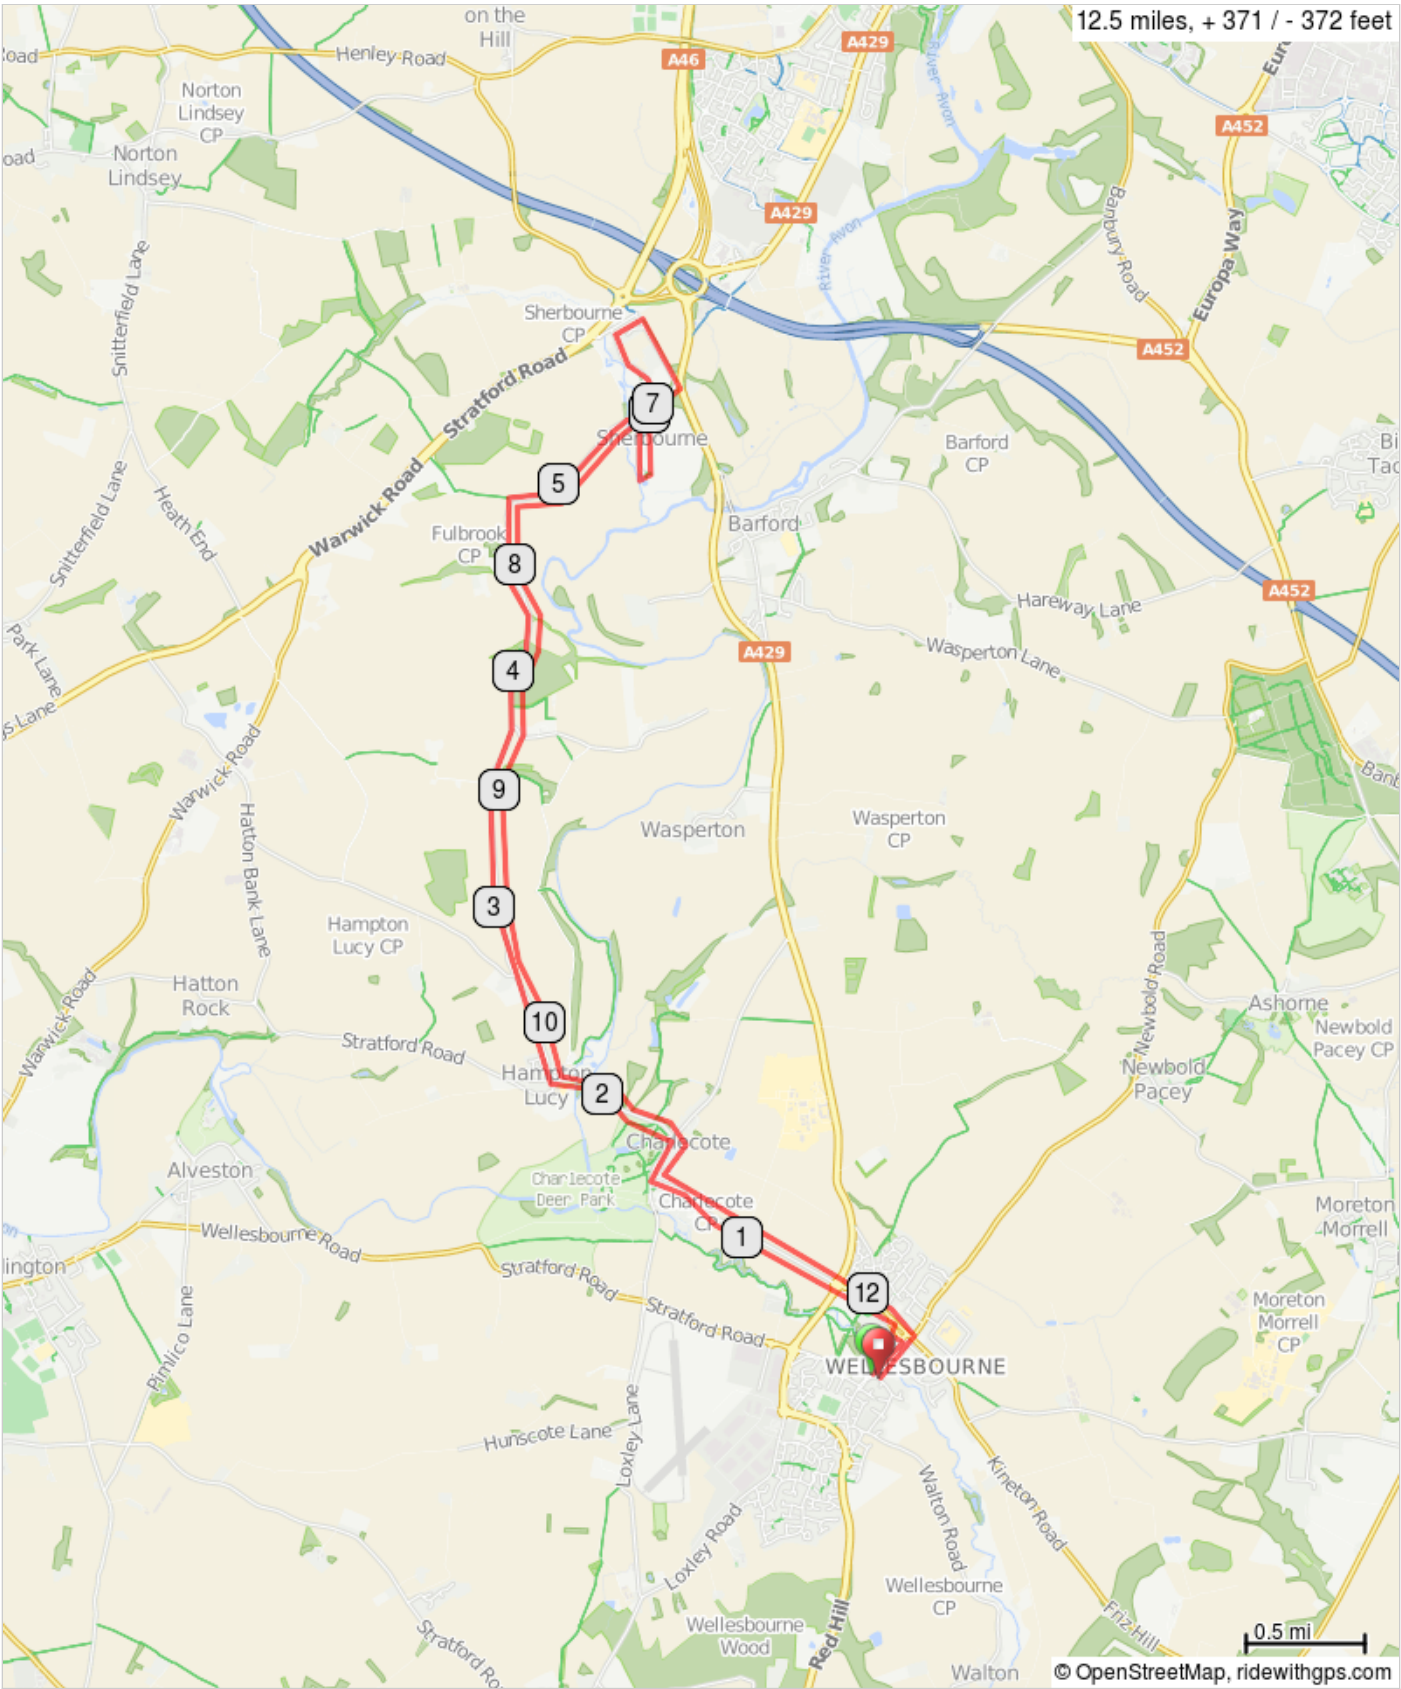 12.5 miles, + 371 / - 372 feet
on the
Hill
A46
A429
Henley Road
Norton
Lindsey
CP
Norton
Lindsey
River Avon
A452
A429
River Avon
Banbury Road
Europa Way
Snitterfield Lane
Sherbourne
CP
A452
Stratford Road
7
Sherbourne
Barford
CP
5
Snitterfield Lane
Heath End
Warwick Road
Barford
Fulbrook
CP
8
A452
Hareway Lane
Park Lane
Wasperton Lane
A429
4
Warwick Road
9
Wasperton
Wasperton
CP
Hatton Bank Lane
3
Hampton
Lucy CP
Hatton
Rock
Newbold Road
Ashorne
Warwick Road
10
Stratford Road
Newbold
Pacey CP
Hampton
Lucy
2
Newbold
Pacey
Charlecote
Alveston
Charlecote
Deer Park
Charlecote
CP
1
Moreton
Morrell
Wellesbourne Road
lington
Stratford Road
12
Stratford Road
Moreton
Morrell
CP
WELLESBOURNE
Pimlico Lane
Hunscote Lane
Loxley Lane
Walton Road
Kineton Road
Loxley Road
Wellesbourne
CP
Wellesbourne
Wood
Red Hill
Friz Hill
Stratford Ro
Walton
0.5 mi
© OpenStreetMap, ridewithgps.com